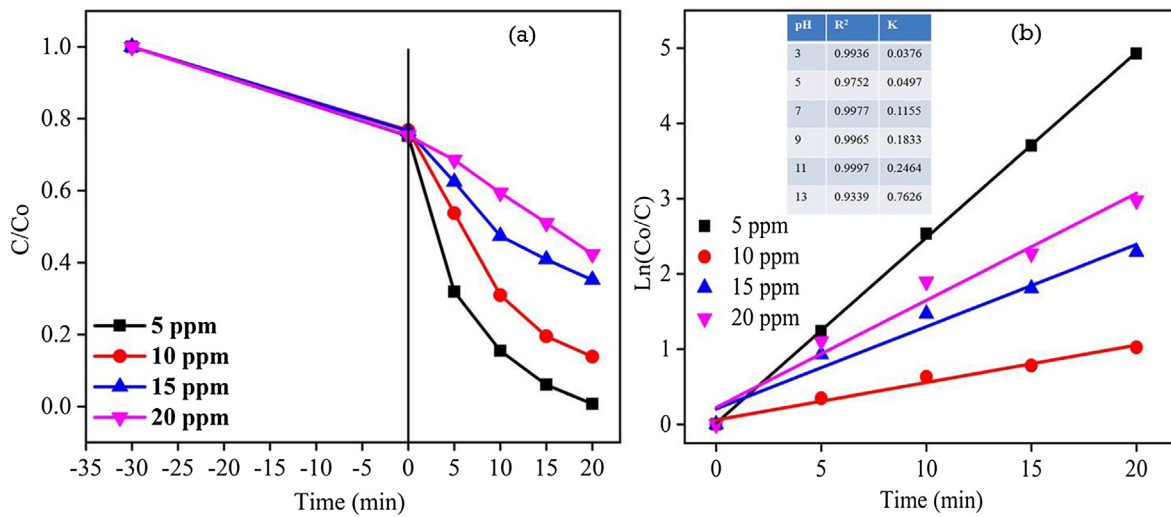 (a)
C/Co
1.0
0.8
0.6
0.4
0.2
0.0
5 ppm
10 ppm
15 ppm
20 ppm
-35 -30 -25 -20 -15 -10 -5 0 5 10 15 20
Time (min)
(b)
Ln(Co/C)
5
4
3
2
1
0
pH R² K
3 0.9936 0.0376
5 0.9752 0.0497
7 0.9977 0.1155
9 0.9965 0.1833
11 0.9997 0.2464
13 0.9339 0.7626
5 ppm
10 ppm
15 ppm
20 ppm
0 5 10 15 20
Time (min)